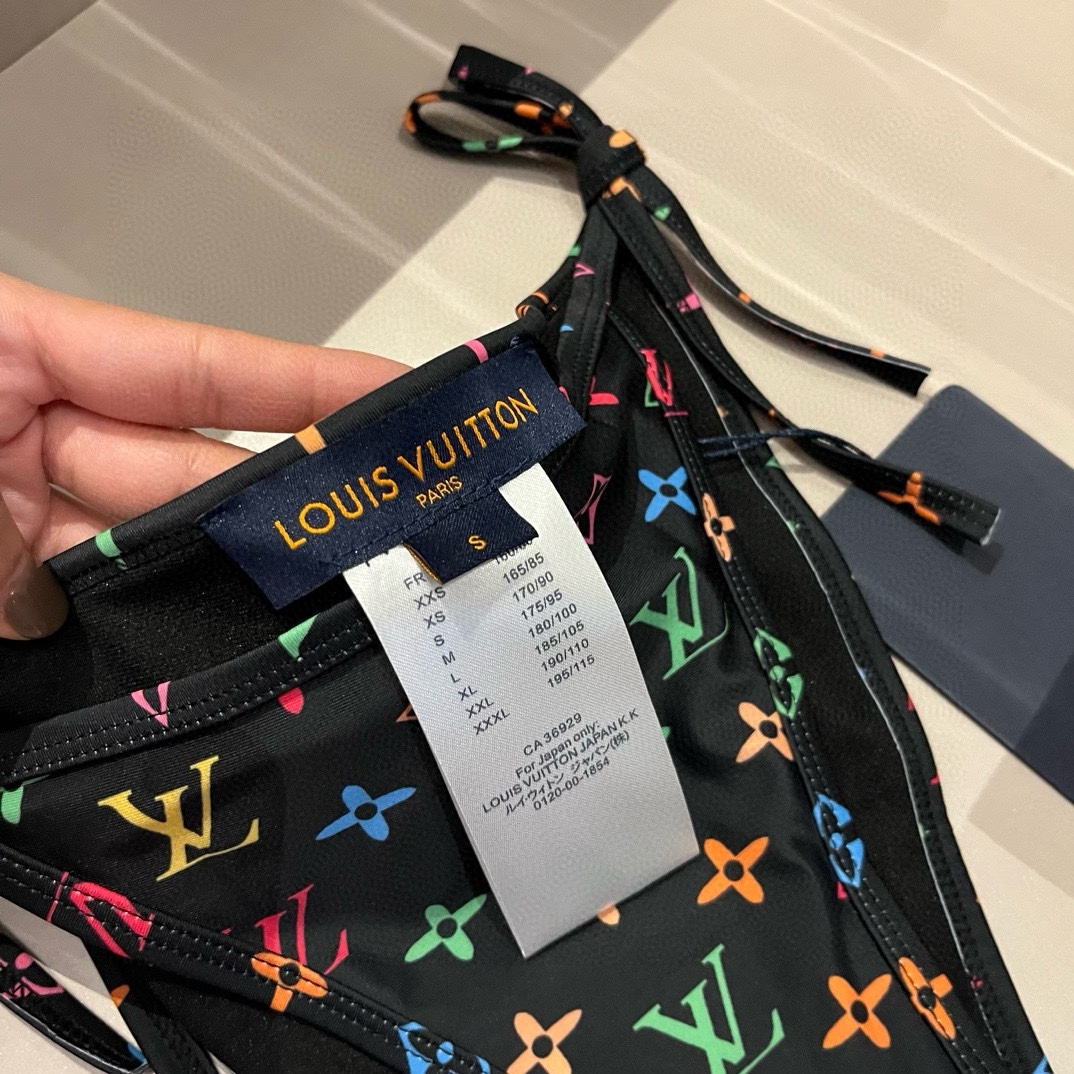 LOUIS VUITTON
PARIS
S
FR
XXS 165/85
XS 170/90
S 175/95
M 180/100
L 185/105
XL 190/110
XXL 195/115
XXXL
CA 36929
For Japan only:
LOUIS VUITTON JAPAN K.K
ルイ・ヴィトン ジャパン(株)
0120-00-1854